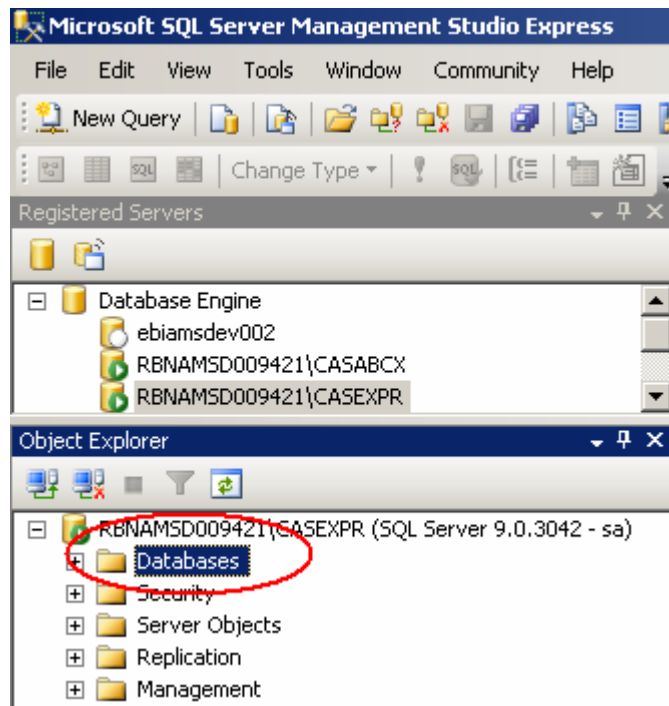 Microsoft SQL Server Management Studio Express
File Edit View Tools Window Community Help
New Query
SQL Change Type SQL
Registered Servers
Database Engine
ebiamsdev002
RBNAMSD009421\CASABCX
RBNAMSD009421\CASEXPR
Object Explorer
RBNAMSD009421\CASEXPR (SQL Server 9.0.3042 - sa)
Databases
Security
Server Objects
Replication
Management